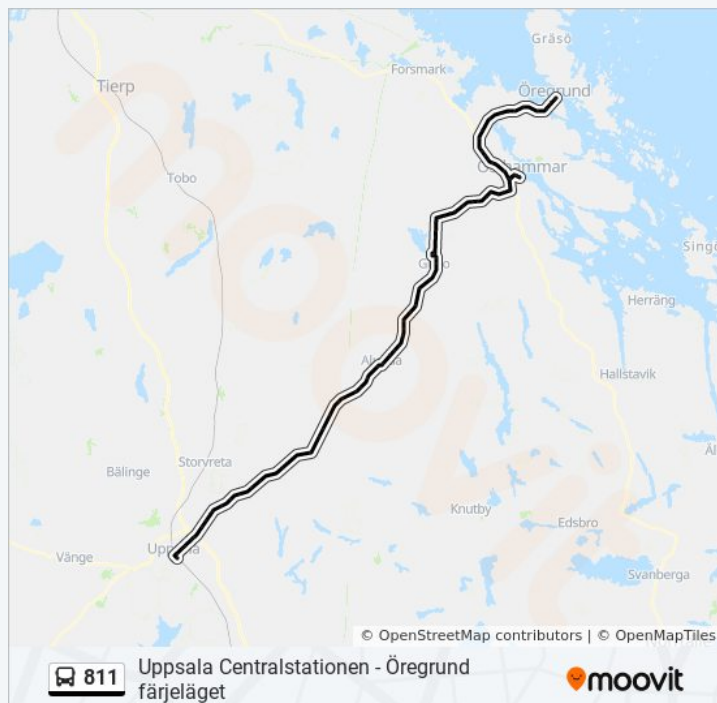 Gräsö
Forsmark
Öregrund
Tierp
Tobo
Singö
Herräng
Hallstavik
Storvreta
Bälinge
Knutby
Edsbro
Vänge
Svanberga
© OpenStreetMap contributors | © OpenMapTiles
811
Uppsala Centralstationen - Öregrund
färjeläget
moovit